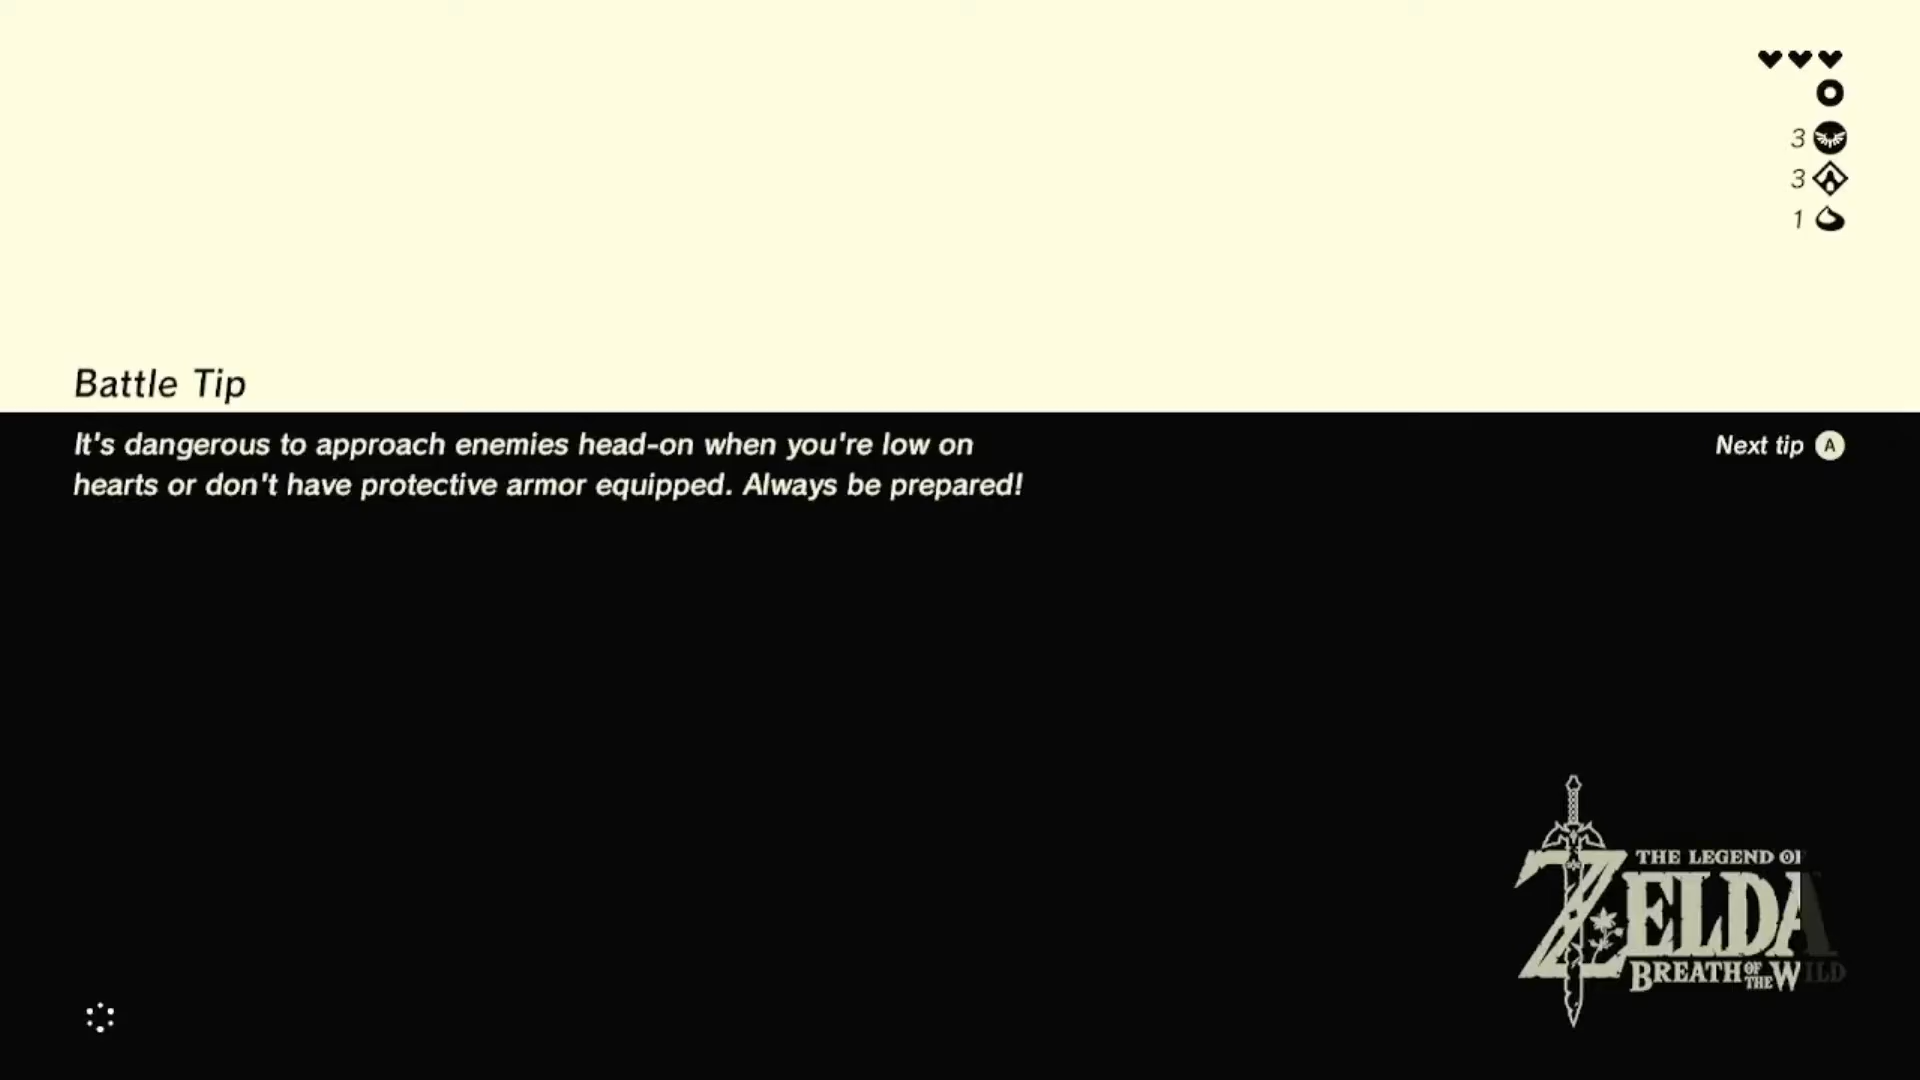 3
3
1
Battle Tip
It's dangerous to approach enemies head-on when you're low on
hearts or don't have protective armor equipped. Always be prepared!
Next tip A
THE LEGEND OF
ZELDA
BREATH OF THE WILD